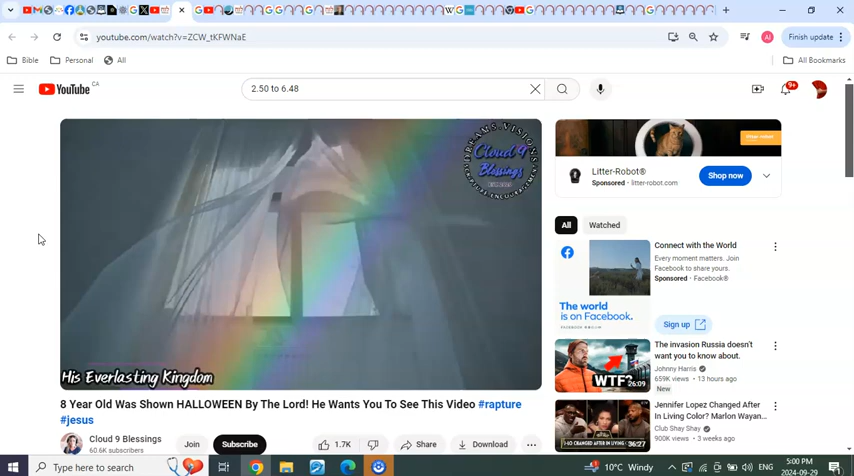 youtube.com/watch?v=ZCW_tKFWNaE
Finish update
Bible
Personal
All
All Bookmarks
YouTube CA
2.50 to 6.48
9+
DREAMS, VISIONS
Cloud 9
Blessings
RAPTURE ENCOURAGEMENT
His Everlasting Kingdom
8 Year Old Was Shown HALLOWEEN By The Lord! He Wants You To See This Video #rapture
#jesus
Cloud 9 Blessings
60.6K subscribers
Join
Subscribe
1.7K
Share
Download
Litter-Robot®
Sponsored · litter-robot.com
Shop now
All
Watched
The world
is on Facebook.
Connect with the World
Every moment matters. Join
Facebook to share yours.
Sponsored · Facebook®
Sign up
WTF?
26:09
The invasion Russia doesn't
want you to know about.
Johnny Harris
659K views · 13 hours ago
New
36:27
Jennifer Lopez Changed After
In Living Color? Marlon Wayan...
Club Shay Shay
900K views · 3 weeks ago
Type here to search
10°C Windy
5:00 PM
2024-09-29